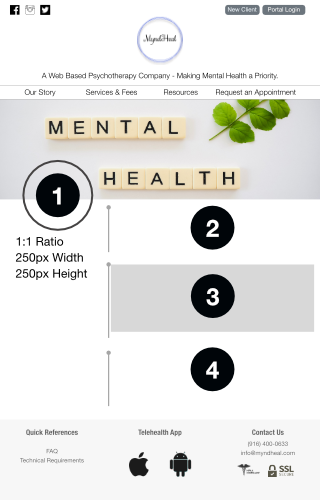 New Client Portal Login
MyndHeal
A Web Based Psychotherapy Company - Making Mental Health a Priority.
Our Story Services & Fees Resources Request an Appointment
MENTAL
HEALTH
1
1:1 Ratio
250px Width
250px Height
2
3
4
Quick References Telehealth App Contact Us
FAQ (916) 400-0633
Technical Requirements info@myndheal.com
SSL